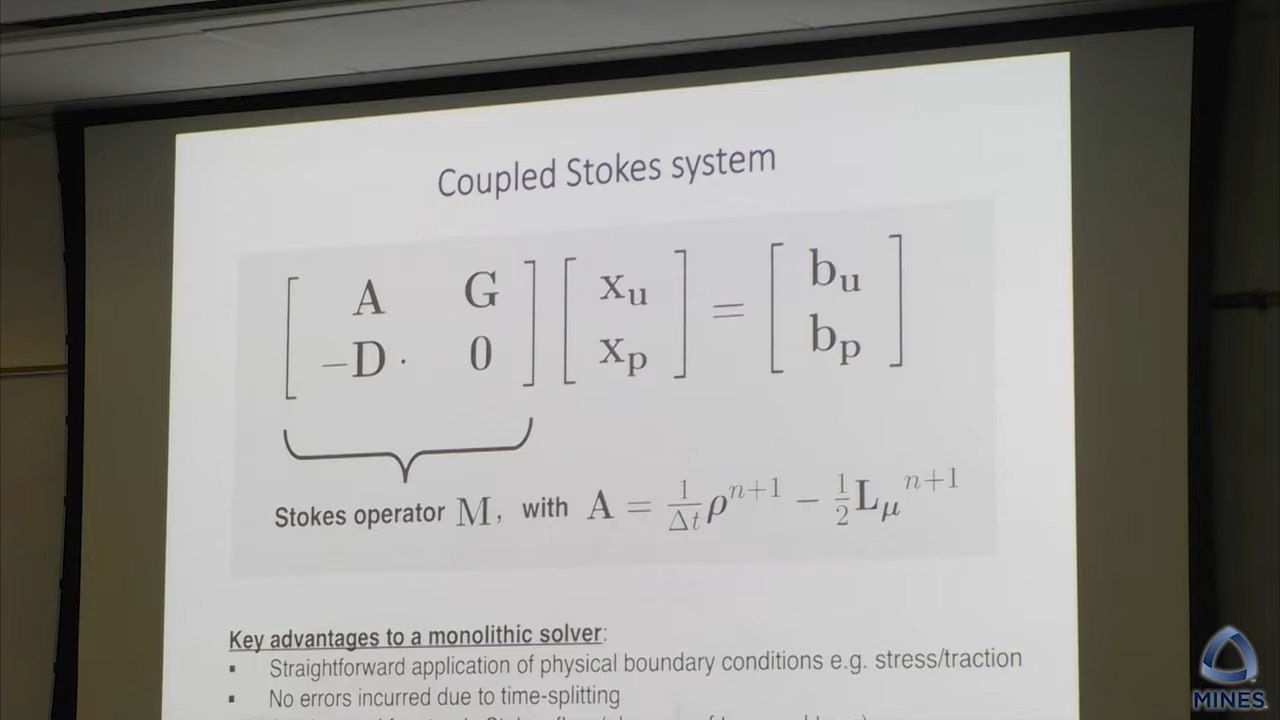 Coupled Stokes system
[ A G ] [ x_u ] = [ b_u ]
[ −D · 0 ] [ x_p ] [ b_p ]
Stokes operator M, with A = 1/Δt ρ^{n+1} − 1/2 L_μ^{n+1}
Key advantages to a monolithic solver:
▪ Straightforward application of physical boundary conditions e.g. stress/traction
▪ No errors incurred due to time-splitting
MINES